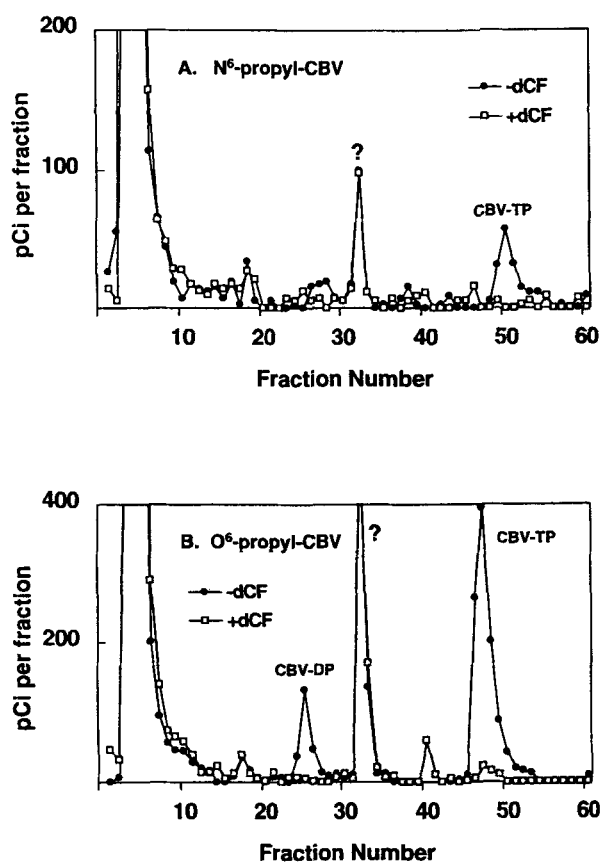 200
A. N⁶-propyl-CBV
-dCF
+dCF
?
100
CBV-TP
pCi per fraction
10 20 30 40 50 60
Fraction Number
400
B. O⁶-propyl-CBV
?
CBV-TP
-dCF
+dCF
200
CBV-DP
pCi per fraction
10 20 30 40 50 60
Fraction Number